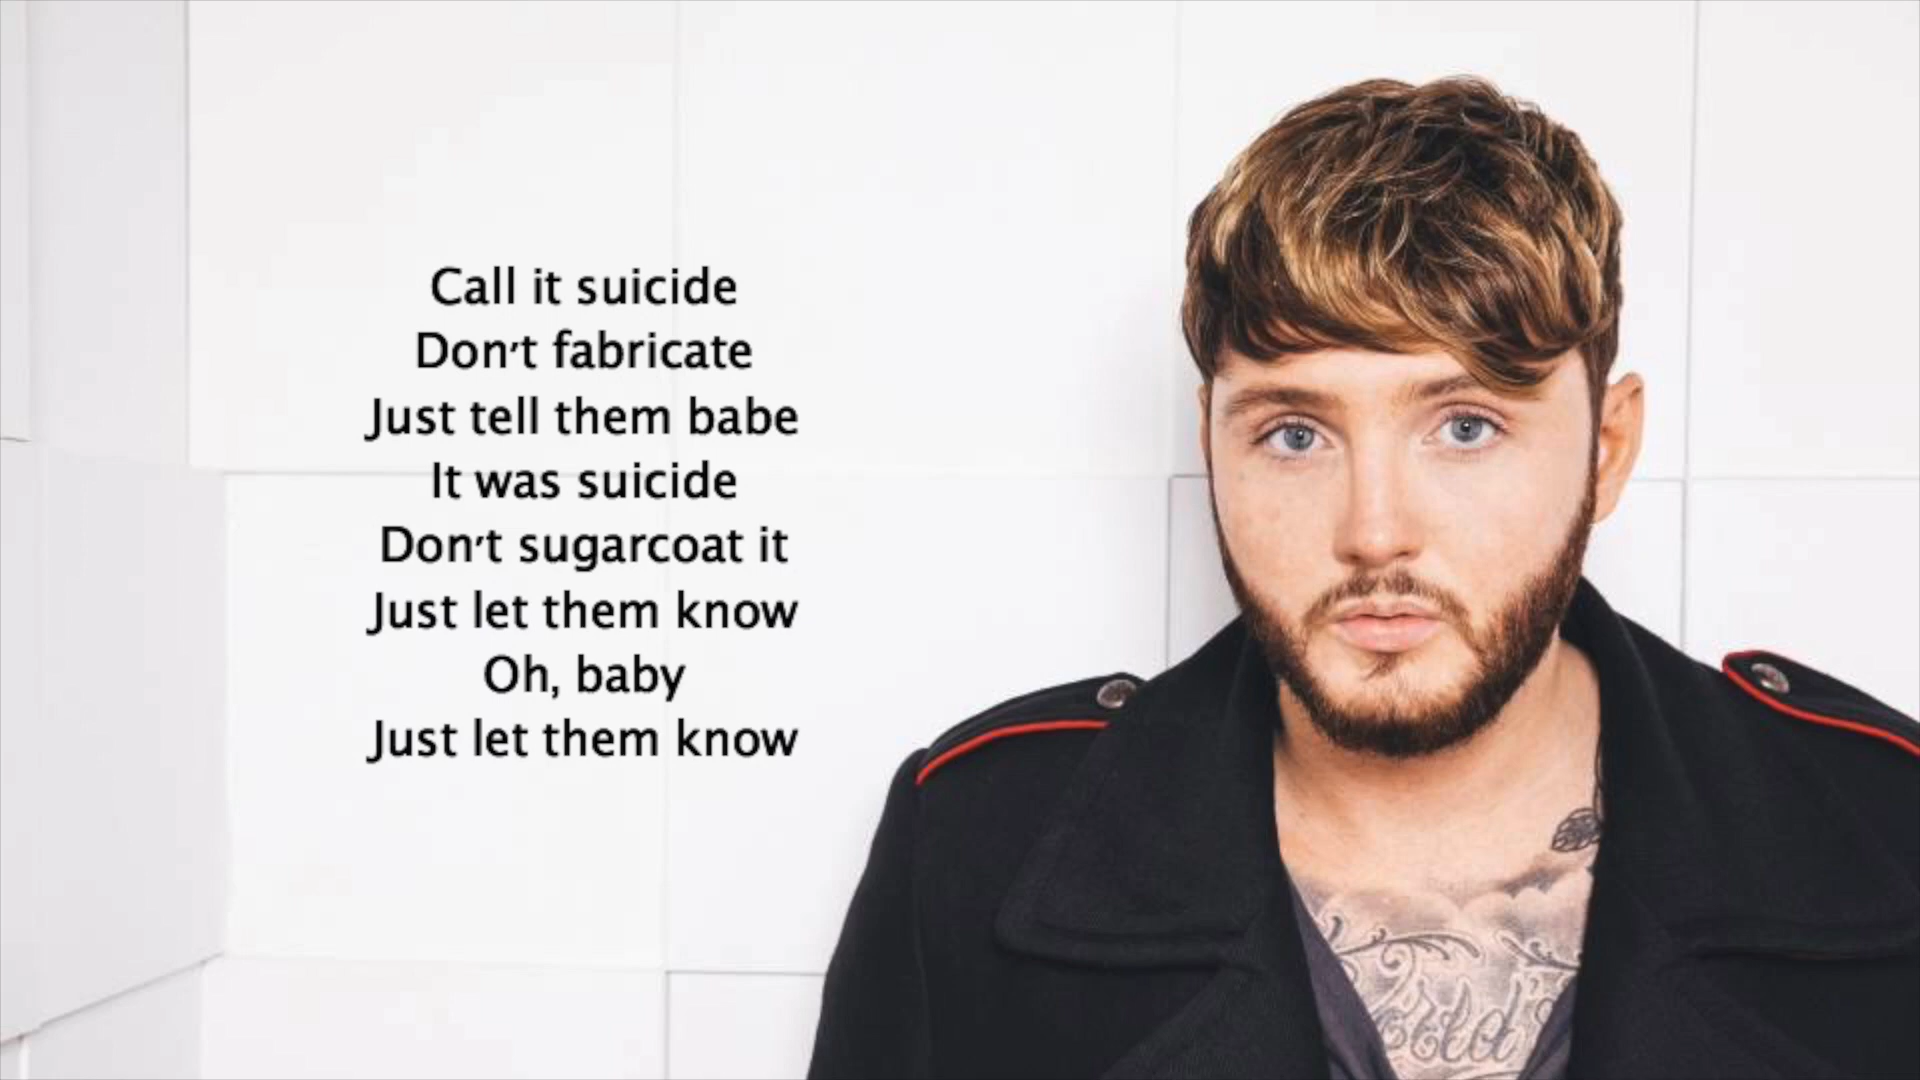 Call it suicide
Don't fabricate
Just tell them babe
It was suicide
Don't sugarcoat it
Just let them know
Oh, baby
Just let them know